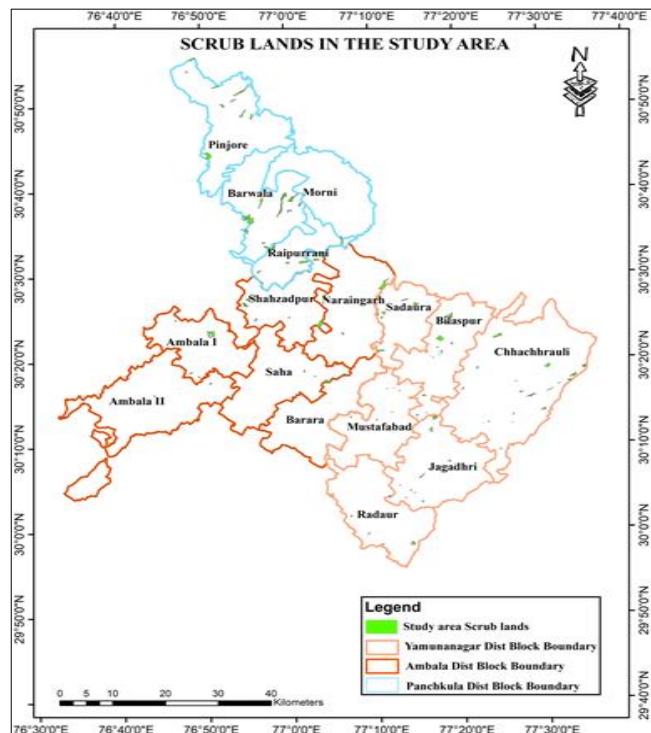 76°40'0"E 76°50'0"E 77°0'0"E 77°10'0"E 77°20'0"E 77°30'0"E 77°40'0"E
SCRUB LANDS IN THE STUDY AREA
N
30°50'0"N 30°50'0"N
Pinjore
30°40'0"N 30°40'0"N
Barwala Morni
Raipurrani
30°30'0"N 30°30'0"N
Shahzadpur Naraingarh
Sadaura
Bilaspur
Ambala I
Chhachhrauli
30°20'0"N 30°20'0"N
Saha
Ambala II
Barara
Mustafabad
30°10'0"N 30°10'0"N
Jagadhri
Radaur
30°0'0"N 30°0'0"N
29°50'0"N 29°50'0"N
Legend
Study area Scrub lands
Yamunanagar Dist Block Boundary
Ambala Dist Block Boundary
Panchkula Dist Block Boundary
29°40'0"N
0 5 10 20 30 40
Kilometers
76°30'0"E 76°40'0"E 76°50'0"E 77°0'0"E 77°10'0"E 77°20'0"E 77°30'0"E